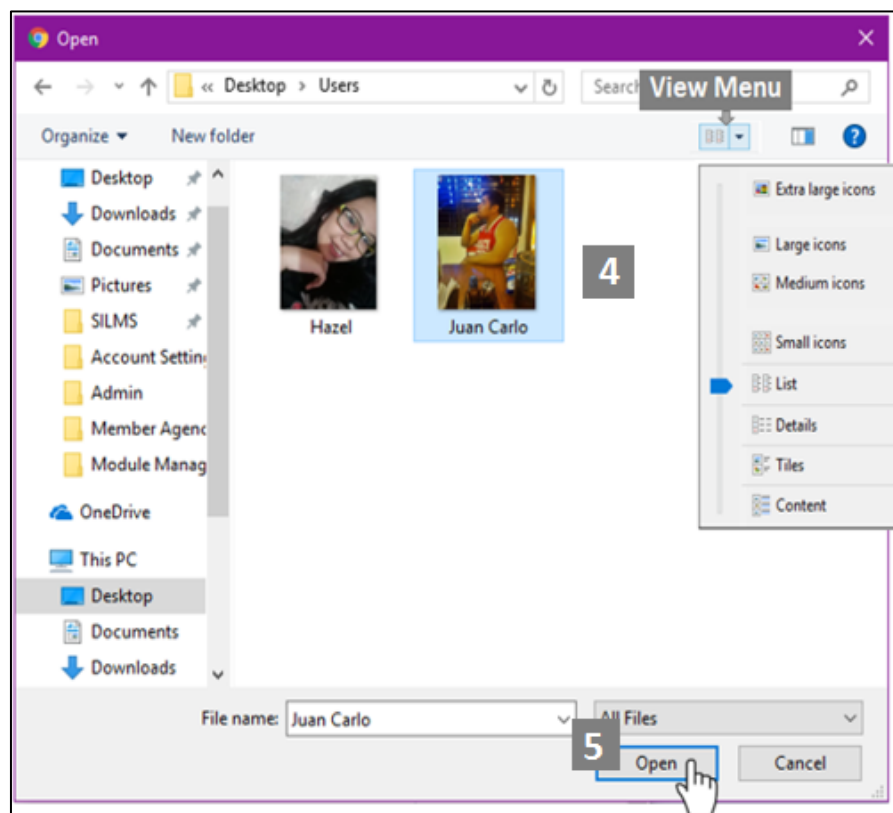 Open
« Desktop › Users
Search
View Menu
Organize
New folder
Desktop
Downloads
Documents
Pictures
SILMS
Account Setting
Admin
Member Agenc
Module Manag
OneDrive
This PC
Desktop
Documents
Downloads
Hazel
Juan Carlo
4
Extra large icons
Large icons
Medium icons
Small icons
List
Details
Tiles
Content
File name: Juan Carlo
All Files
5
Open
Cancel